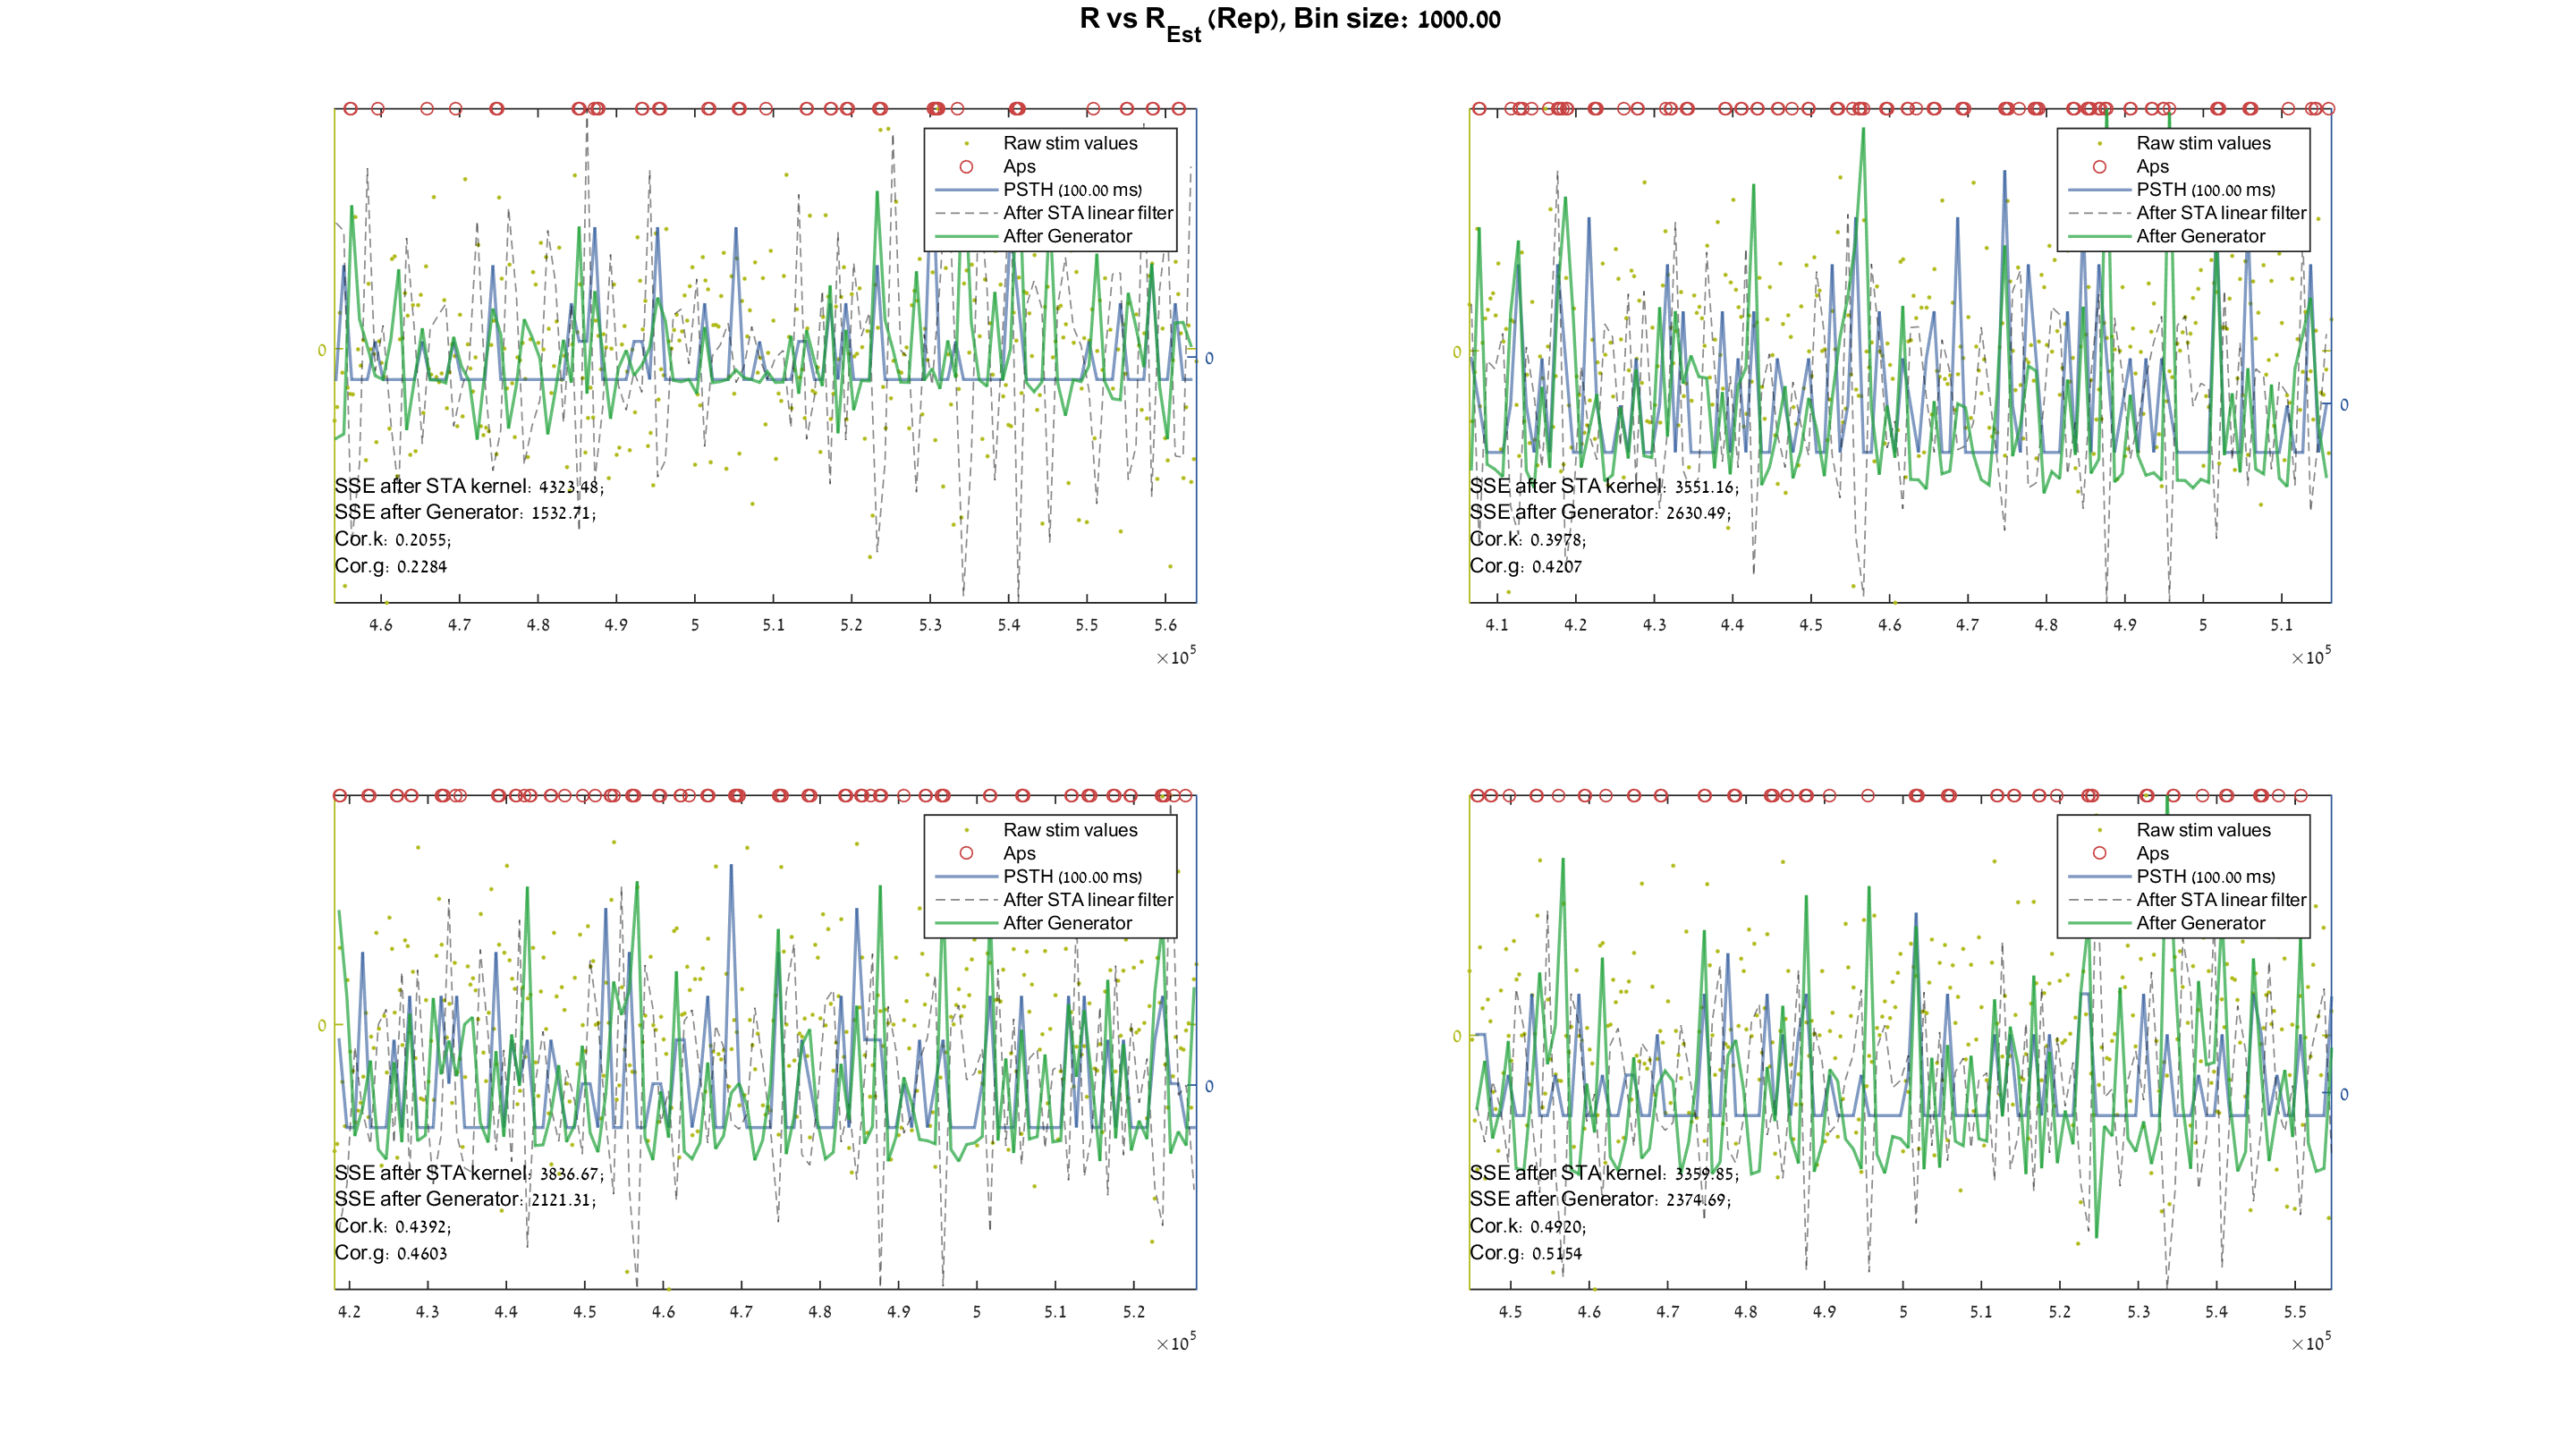 R vs R_Est (Rep), Bin size: 1000.00
Raw stim values
Aps
PSTH (100.00 ms)
After STA linear filter
After Generator
0
0
SSE after STA kernel: 4323.48;
SSE after Generator: 1532.71;
Cor.k: 0.2055;
Cor.g: 0.2284
4.6 4.7 4.8 4.9 5 5.1 5.2 5.3 5.4 5.5 5.6
×10^5
Raw stim values
Aps
PSTH (100.00 ms)
After STA linear filter
After Generator
0
0
SSE after STA kernel: 3551.16;
SSE after Generator: 2630.49;
Cor.k: 0.3978;
Cor.g: 0.4207
4.1 4.2 4.3 4.4 4.5 4.6 4.7 4.8 4.9 5 5.1
×10^5
Raw stim values
Aps
PSTH (100.00 ms)
After STA linear filter
After Generator
0
0
SSE after STA kernel: 3836.67;
SSE after Generator: 2121.31;
Cor.k: 0.4392;
Cor.g: 0.4603
4.2 4.3 4.4 4.5 4.6 4.7 4.8 4.9 5 5.1 5.2
×10^5
Raw stim values
Aps
PSTH (100.00 ms)
After STA linear filter
After Generator
0
0
SSE after STA kernel: 3359.85;
SSE after Generator: 2374.69;
Cor.k: 0.4920;
Cor.g: 0.5154
4.5 4.6 4.7 4.8 4.9 5 5.1 5.2 5.3 5.4 5.5
×10^5